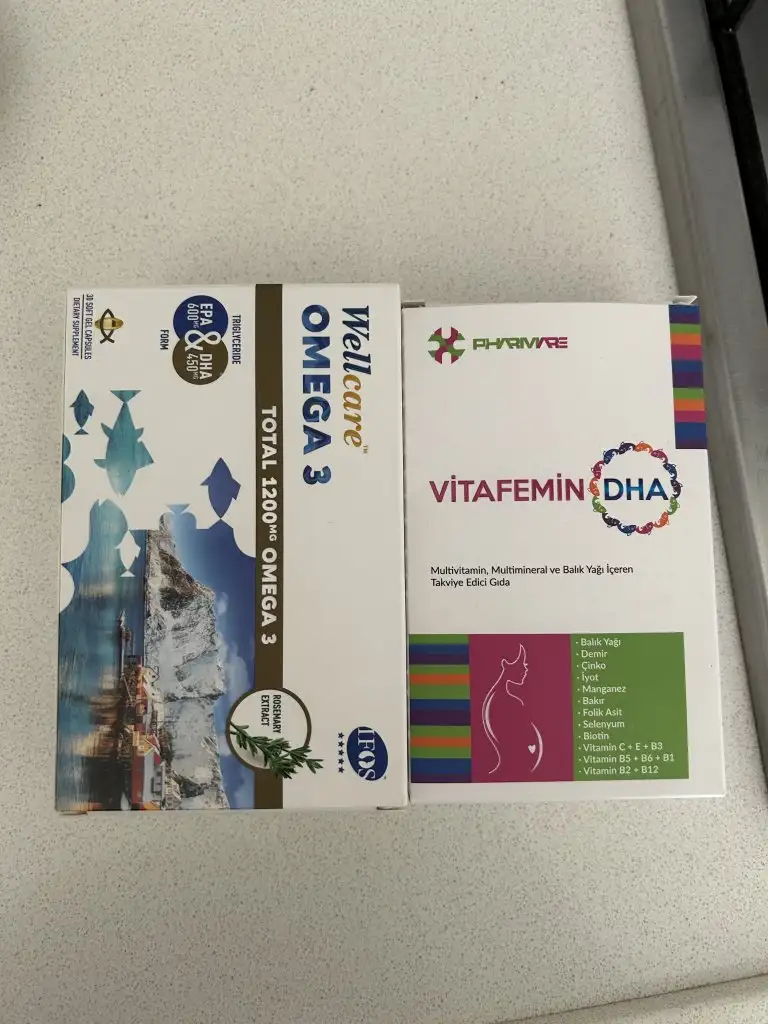 Wellcare™
OMEGA 3
TOTAL 1200MG OMEGA 3
TRIGLYCERIDE
EPA
600MG
&
DHA
450MG
FORM
30 SOFT GEL CAPSULES
DIETARY SUPPLEMENT
ROSEMARY
EXTRACT
IFOS
PHARMARE
VİTAFEMİN DHA
Multivitamin, Multimineral ve Balık Yağı İçeren
Takviye Edici Gıda
· Balık Yağı
· Demir
· Çinko
· İyot
· Manganez
· Bakır
· Folik Asit
· Selenyum
· Biotin
· Vitamin C + E + B3
· Vitamin B5 + B6 + B1
· Vitamin B2 + B12